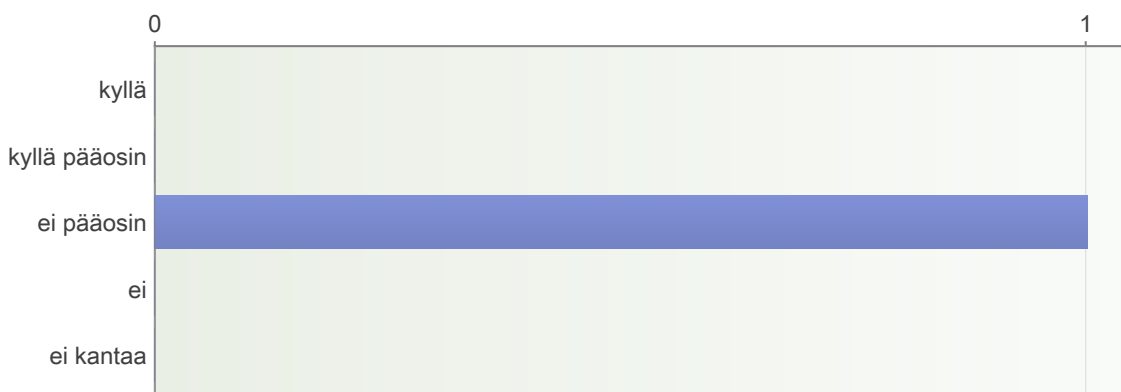 0 1
kyllä
kyllä pääosin
ei pääosin
ei
ei kantaa